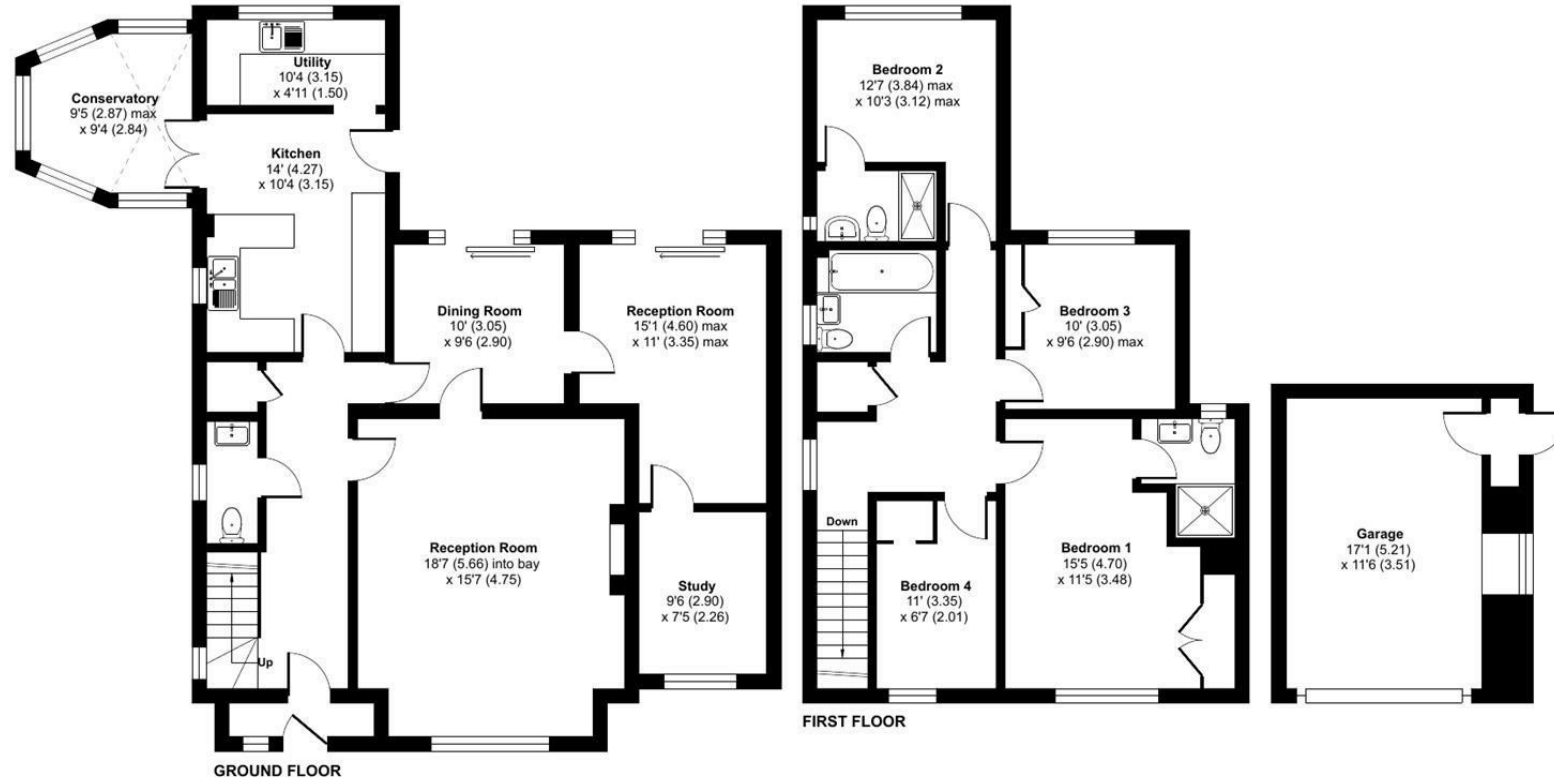 Utility
10'4 (3.15)
x 4'11 (1.50)
Conservatory
9'5 (2.87) max
x 9'4 (2.84)
Kitchen
14' (4.27)
x 10'4 (3.15)
Dining Room
10' (3.05)
x 9'6 (2.90)
Reception Room
15'1 (4.60) max
x 11' (3.35) max
Reception Room
18'7 (5.66) into bay
x 15'7 (4.75)
Study
9'6 (2.90)
x 7'5 (2.26)
Up
GROUND FLOOR
Bedroom 2
12'7 (3.84) max
x 10'3 (3.12) max
Bedroom 3
10' (3.05)
x 9'6 (2.90) max
Down
Bedroom 1
15'5 (4.70)
x 11'5 (3.48)
Bedroom 4
11' (3.35)
x 6'7 (2.01)
FIRST FLOOR
Garage
17'1 (5.21)
x 11'6 (3.51)